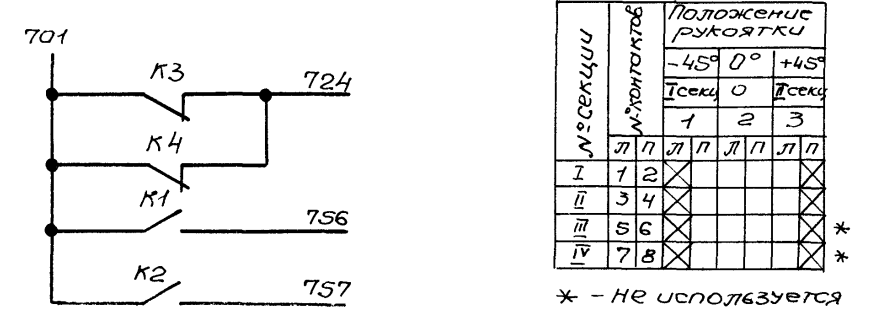 701
К3
724
К4
К1
756
К2
757
№ секции
№ контактов
Положение
рукоятки
-45° 0° +45°
I секц 0 II секц
1 2 3
л п л п л п л п
I 1 2
II 3 4
III 5 6 *
IV 7 8 *
* - не используется